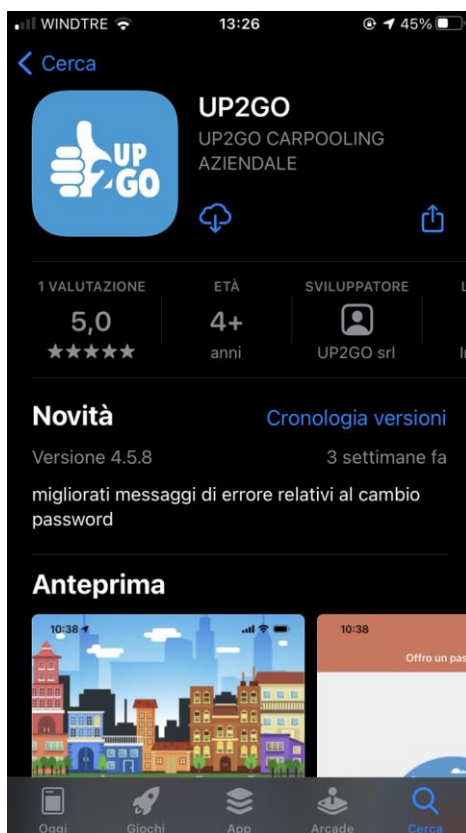 WINDTRE 13:26 45%
Cerca
UP
2GO
UP2GO
UP2GO CARPOOLING
AZIENDALE
1 VALUTAZIONE
5,0
★★★★★
ETÀ
4+
anni
SVILUPPATORE
UP2GO srl
Novità
Cronologia versioni
Versione 4.5.8
3 settimane fa
migliorati messaggi di errore relativi al cambio
password
Anteprima
10:38
10:38
Offro un
Oggi
Giochi
App
Arcade
Cerca